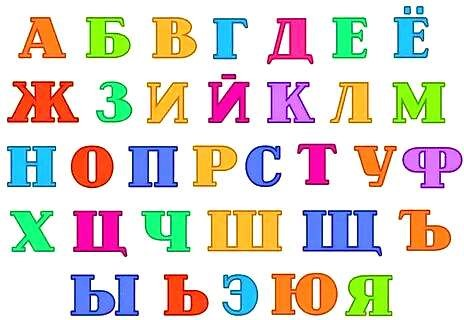 А Б В Г Д Е Ё
Ж З И Й К Л М
Н О П Р С Т У Ф
Х Ц Ч Ш Щ Ъ
Ы Ь Э Ю Я